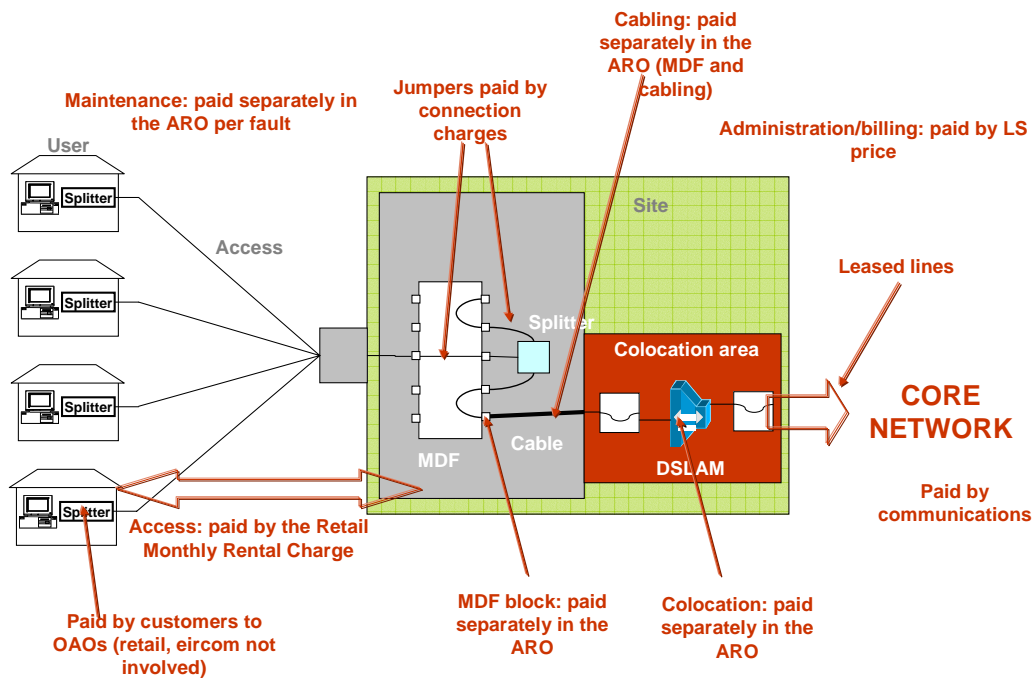 Cabling: paid
separately in the
ARO (MDF and
cabling)
Jumpers paid by
connection
charges
Maintenance: paid separately in
the ARO per fault
Administration/billing: paid by LS
price
User
Splitter
Site
Access
Leased lines
Splitter
Splitter
Colocation area
Splitter
CORE
NETWORK
Cable
MDF
DSLAM
Splitter
Paid by
communications
Access: paid by the Retail
Monthly Rental Charge
MDF block: paid
separately in the
ARO
Colocation: paid
separately in the
ARO
Paid by customers to
OAOs (retail, eircom not
involved)